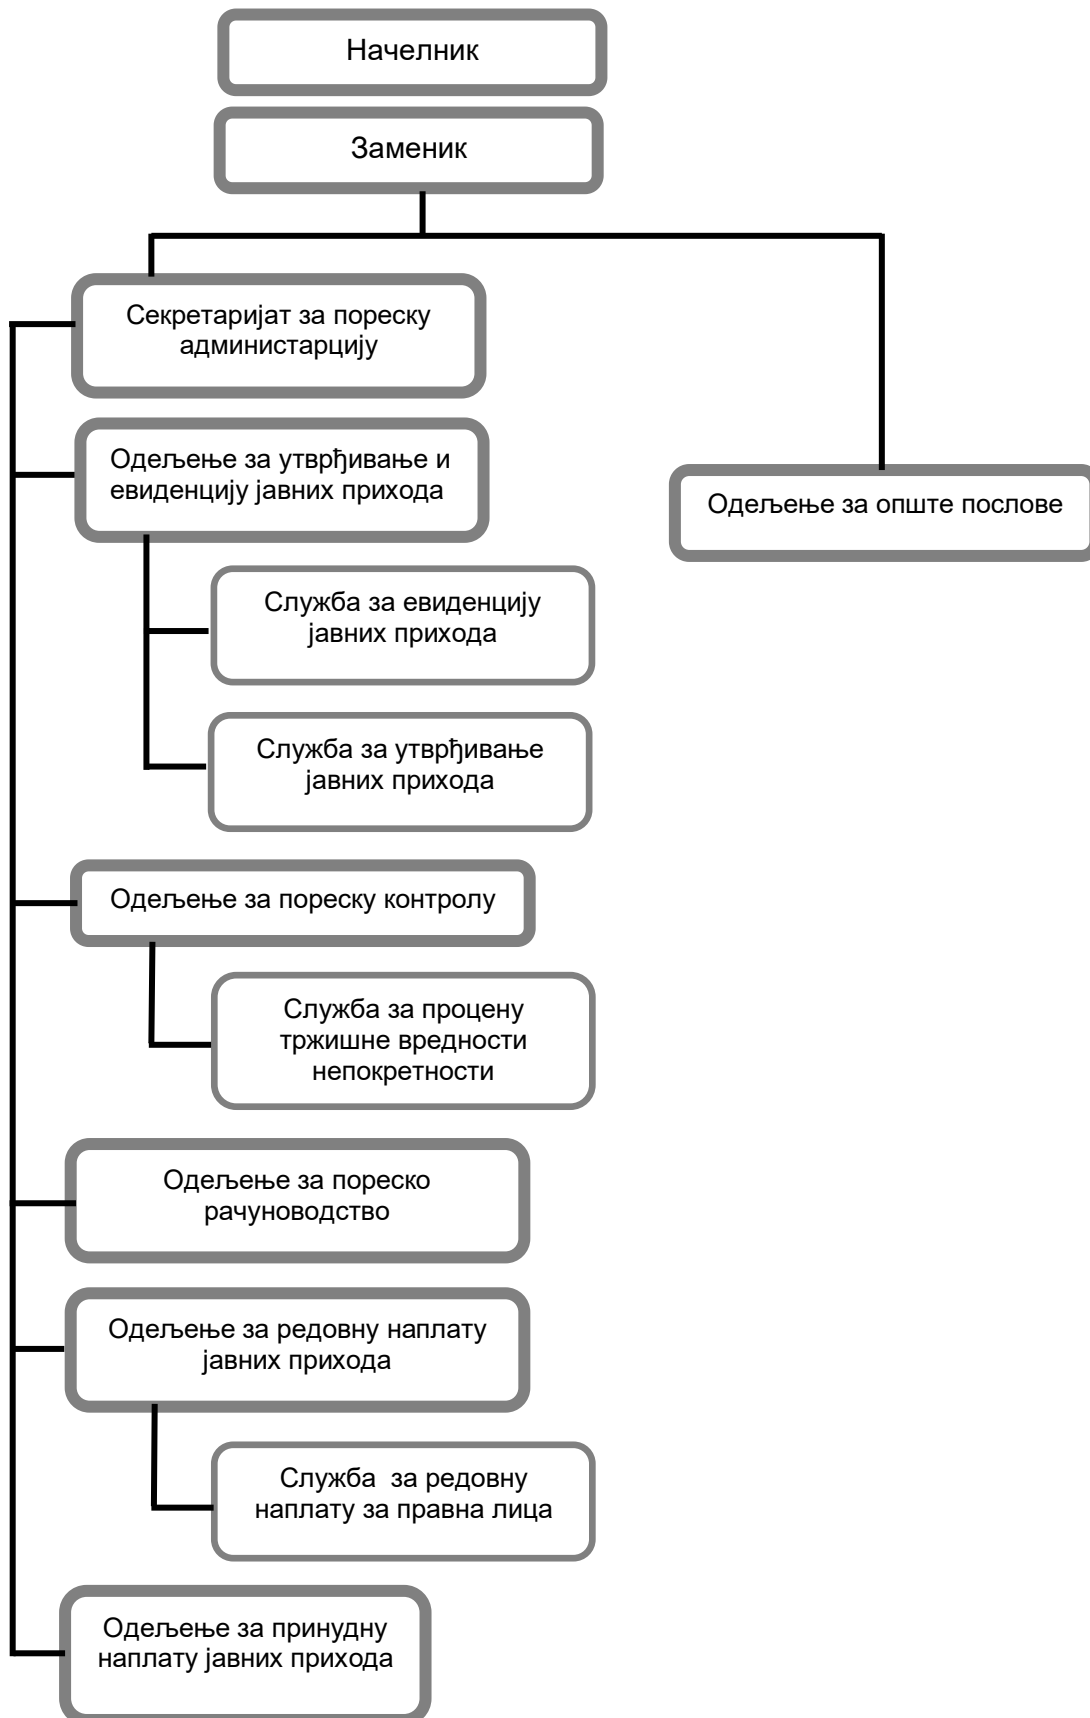 Начелник
Заменик
Секретаријат за пореску
администарцију
Одељење за утврђивање и
евиденцију јавних прихода
Одељење за опште послове
Служба за евиденцију
јавних прихода
Служба за утврђивање
јавних прихода
Одељење за пореску контролу
Служба за процену
тржишне вредности
непокретности
Одељење за пореско
рачуноводство
Одељење за редовну наплату
јавних прихода
Служба  за редовну
наплату за правна лица
Одељење за принудну
наплату јавних прихода